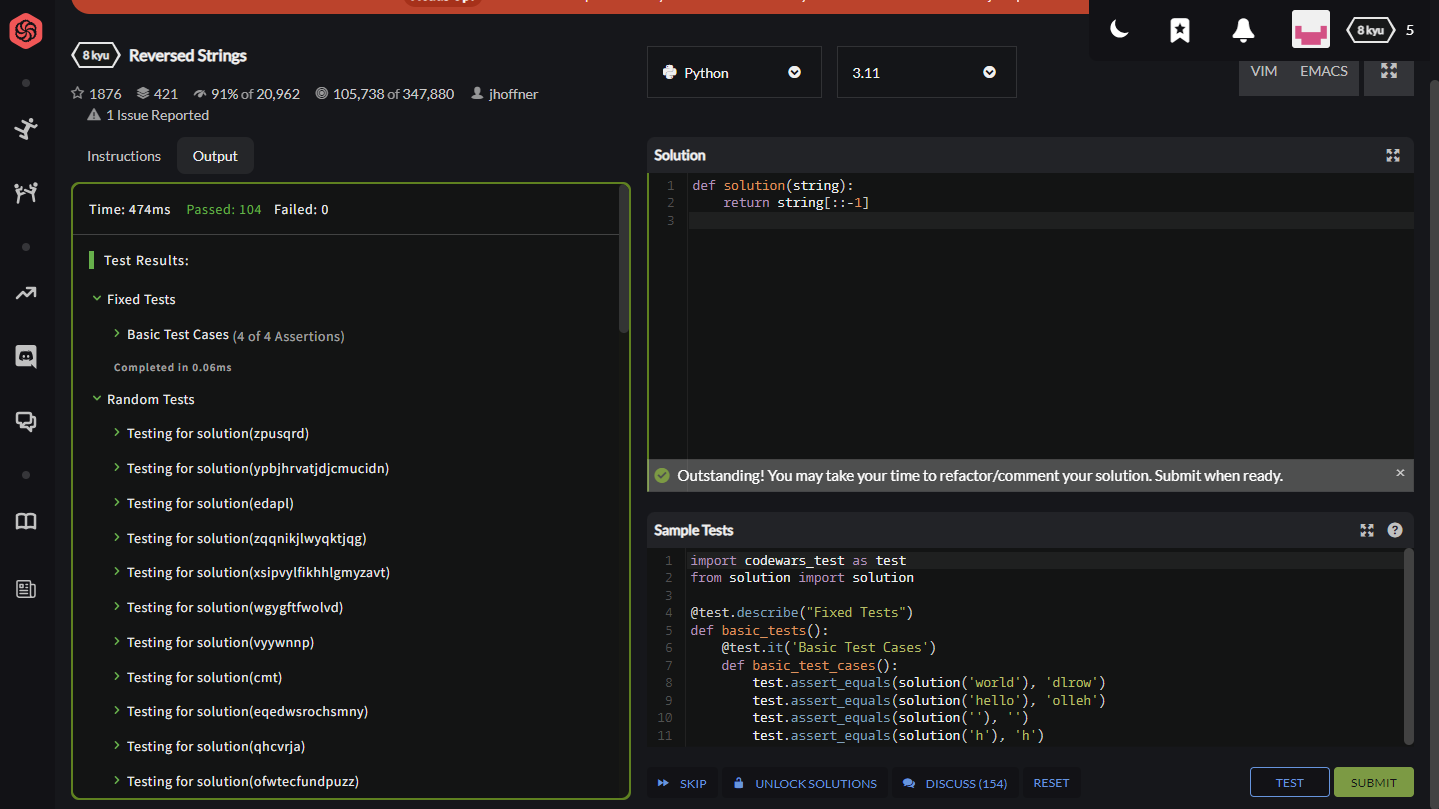 8 kyu 5
8 kyu Reversed Strings
Python
3.11
VIM EMACS
1876 421 91% of 20,962 105,738 of 347,880 jhoffner
1 Issue Reported
Instructions Output
Time: 474ms Passed: 104 Failed: 0
Test Results:
Fixed Tests
Basic Test Cases (4 of 4 Assertions)
Completed in 0.06ms
Random Tests
Testing for solution(zpusqrd)
Testing for solution(ypbjhrvatjdjcmucidn)
Testing for solution(edapl)
Testing for solution(zqqnikjlwyqktjqg)
Testing for solution(xsipvylfikhhlgmyzavt)
Testing for solution(wgygftfwolvd)
Testing for solution(vyywnnp)
Testing for solution(cmt)
Testing for solution(eqedwsrochsmny)
Testing for solution(qhcvrja)
Testing for solution(ofwtecfundpuzz)
Solution
1 def solution(string):
2     return string[::-1]
3
Outstanding! You may take your time to refactor/comment your solution. Submit when ready. ×
Sample Tests ?
1 import codewars_test as test
2 from solution import solution
3
4 @test.describe("Fixed Tests")
5 def basic_tests():
6     @test.it('Basic Test Cases')
7     def basic_test_cases():
8         test.assert_equals(solution('world'), 'dlrow')
9         test.assert_equals(solution('hello'), 'olleh')
10         test.assert_equals(solution(''), '')
11         test.assert_equals(solution('h'), 'h')
SKIP UNLOCK SOLUTIONS DISCUSS (154) RESET TEST SUBMIT